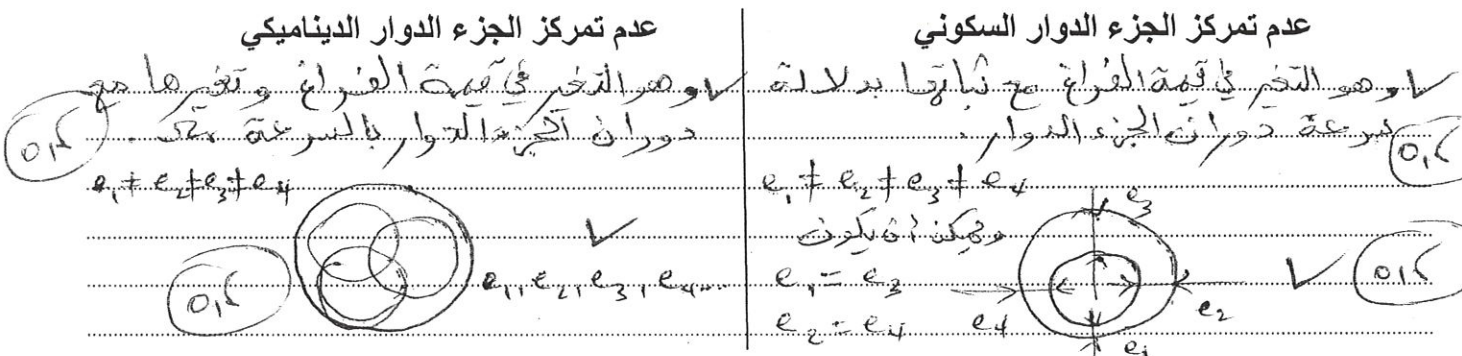 عدم تمركز الجزء الدوار السكوني
وهو التغير في قيمة الفراغ مع ثباتها بدلالة
سرعة دوران الجزء الدوار.
0,5
e1 ≠ e2 ≠ e3 ≠ e4
e3
ويمكن أن يكون
e1 = e3
e2 = e4
e4
e2
e1
0,5
عدم تمركز الجزء الدوار الديناميكي
وهو التغير في قيمة الفراغ وتغيرها مع
دوران الجزء الدوار بالسرعة
0,5
e1 ≠ e2 ≠ e3 ≠ e4
e1, e2, e3, e4...
0,5